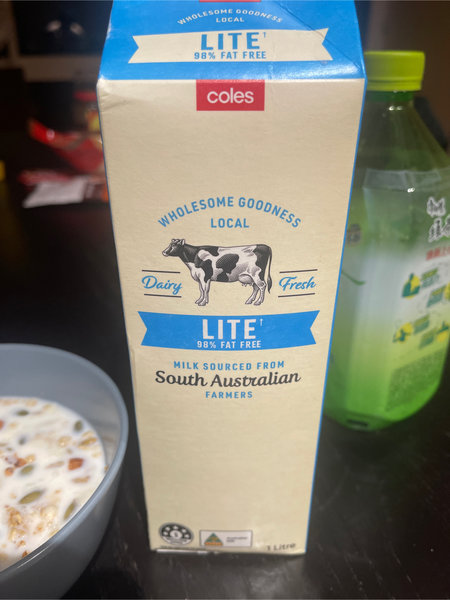 WHOLESOME GOODNESS
LOCAL
LITE†
98% FAT FREE
coles
WHOLESOME GOODNESS
LOCAL
Dairy Fresh
LITE†
98% FAT FREE
MILK SOURCED FROM
South Australian
FARMERS
1 Litre